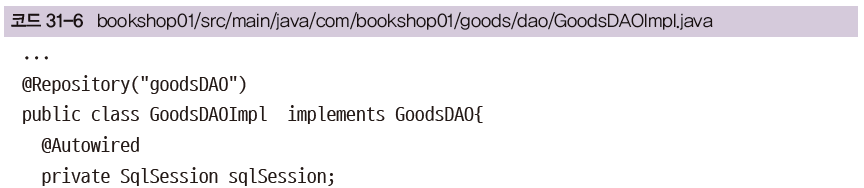 코드 31-6 bookshop01/src/main/java/com/bookshop01/goods/dao/GoodsDAOImpl.java
...
@Repository("goodsDAO")
public class GoodsDAOImpl  implements GoodsDAO{
  @Autowired
  private SqlSession sqlSession;